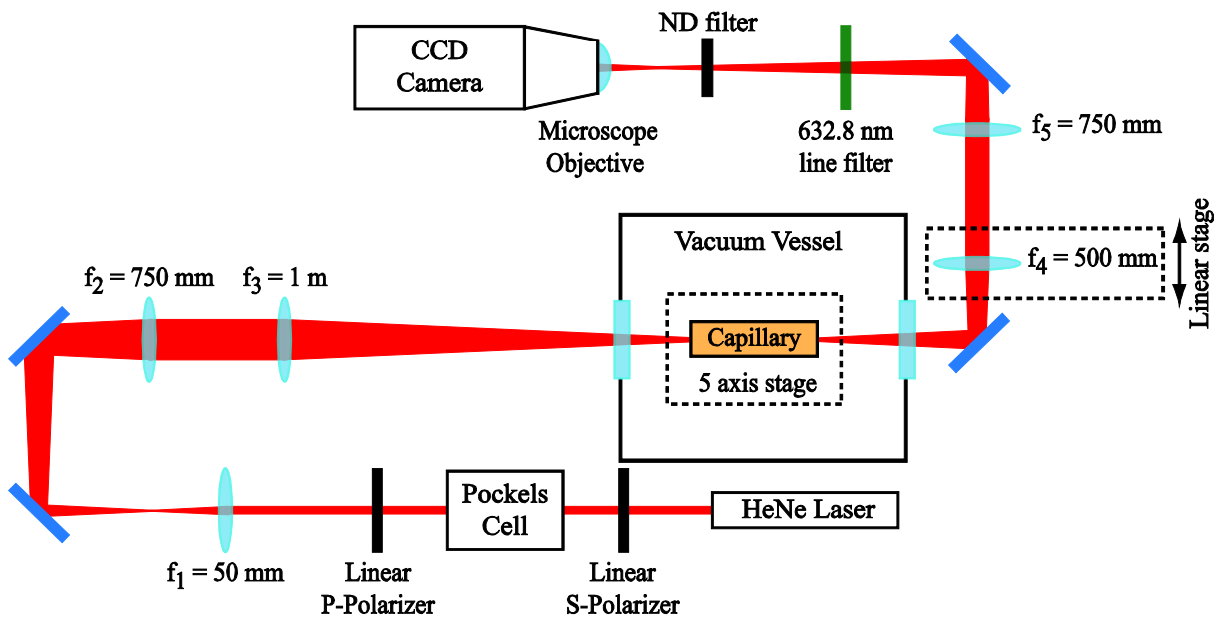 ND filter
CCD
Camera
Microscope
Objective
632.8 nm
line filter
f5 = 750 mm
Linear stage
f4 = 500 mm
Vacuum Vessel
f2 = 750 mm
f3 = 1 m
Capillary
5 axis stage
Pockels
Cell
HeNe Laser
f1 = 50 mm
Linear
P-Polarizer
Linear
S-Polarizer